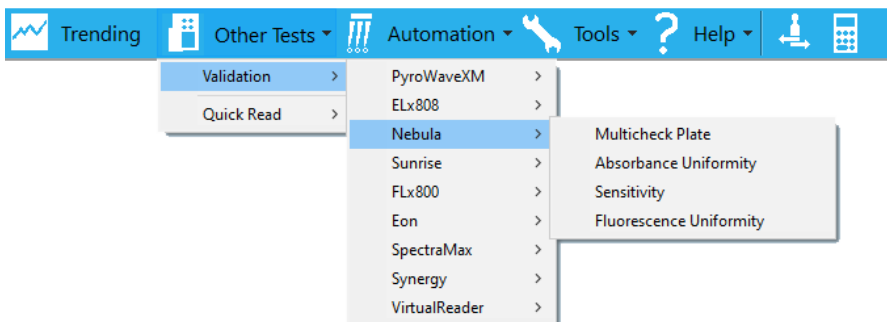 Trending Other Tests Automation Tools Help
Validation
Quick Read
PyroWaveXM
ELx808
Nebula
Sunrise
FLx800
Eon
SpectraMax
Synergy
VirtualReader
Multicheck Plate
Absorbance Uniformity
Sensitivity
Fluorescence Uniformity